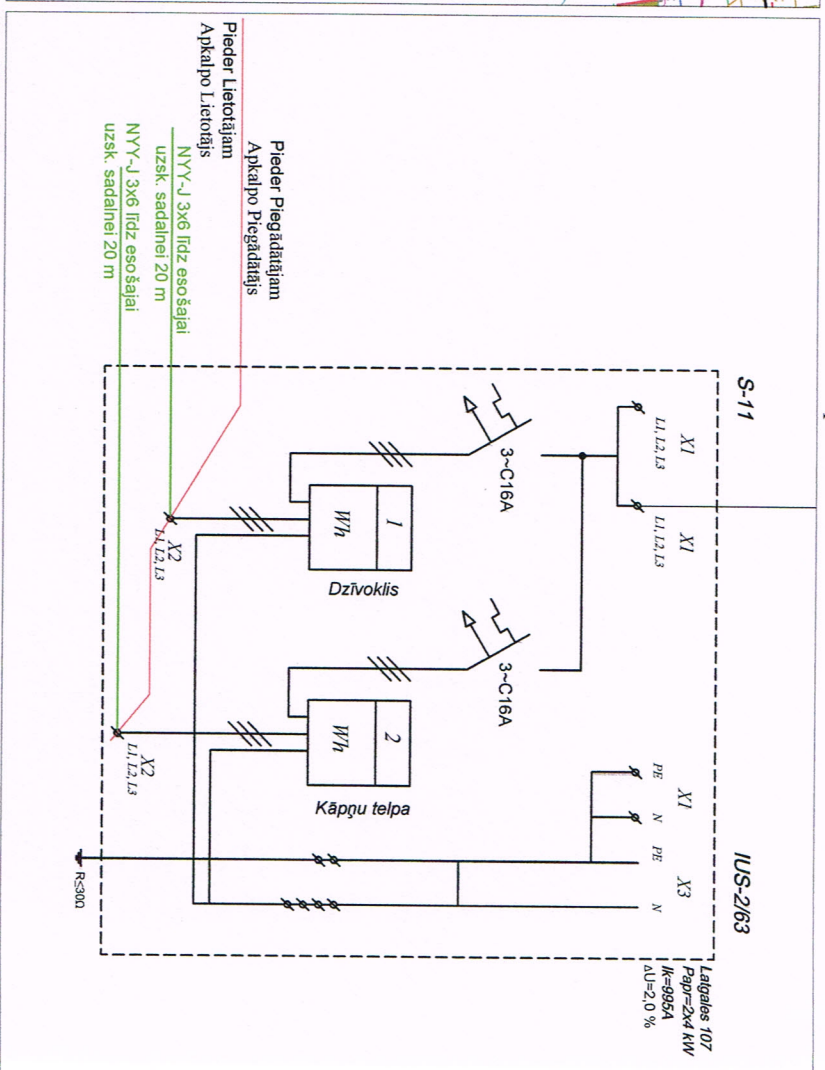 S-11
IUS-2/63
Latgales 107
Papr=2x4 kW
Ik=995A
ΔU=2,0 %
X1
L1, L2, L3
X1
L1, L2, L3
X1
PE
N
X3
PE
N
3~C16A
3~C16A
1
Wh
Dzīvoklis
2
Wh
Kāpņu telpa
X2
L1, L2, L3
X2
L1, L2, L3
R≤30Ω
Pieder Piegādātājam
Apkalpo Piegādātājs
Pieder Lietotājam
Apkalpo Lietotājs
NYY-J 3x6 līdz esošajai
uzsk. sadalnei 20 m
NYY-J 3x6 līdz esošajai
uzsk. sadalnei 20 m